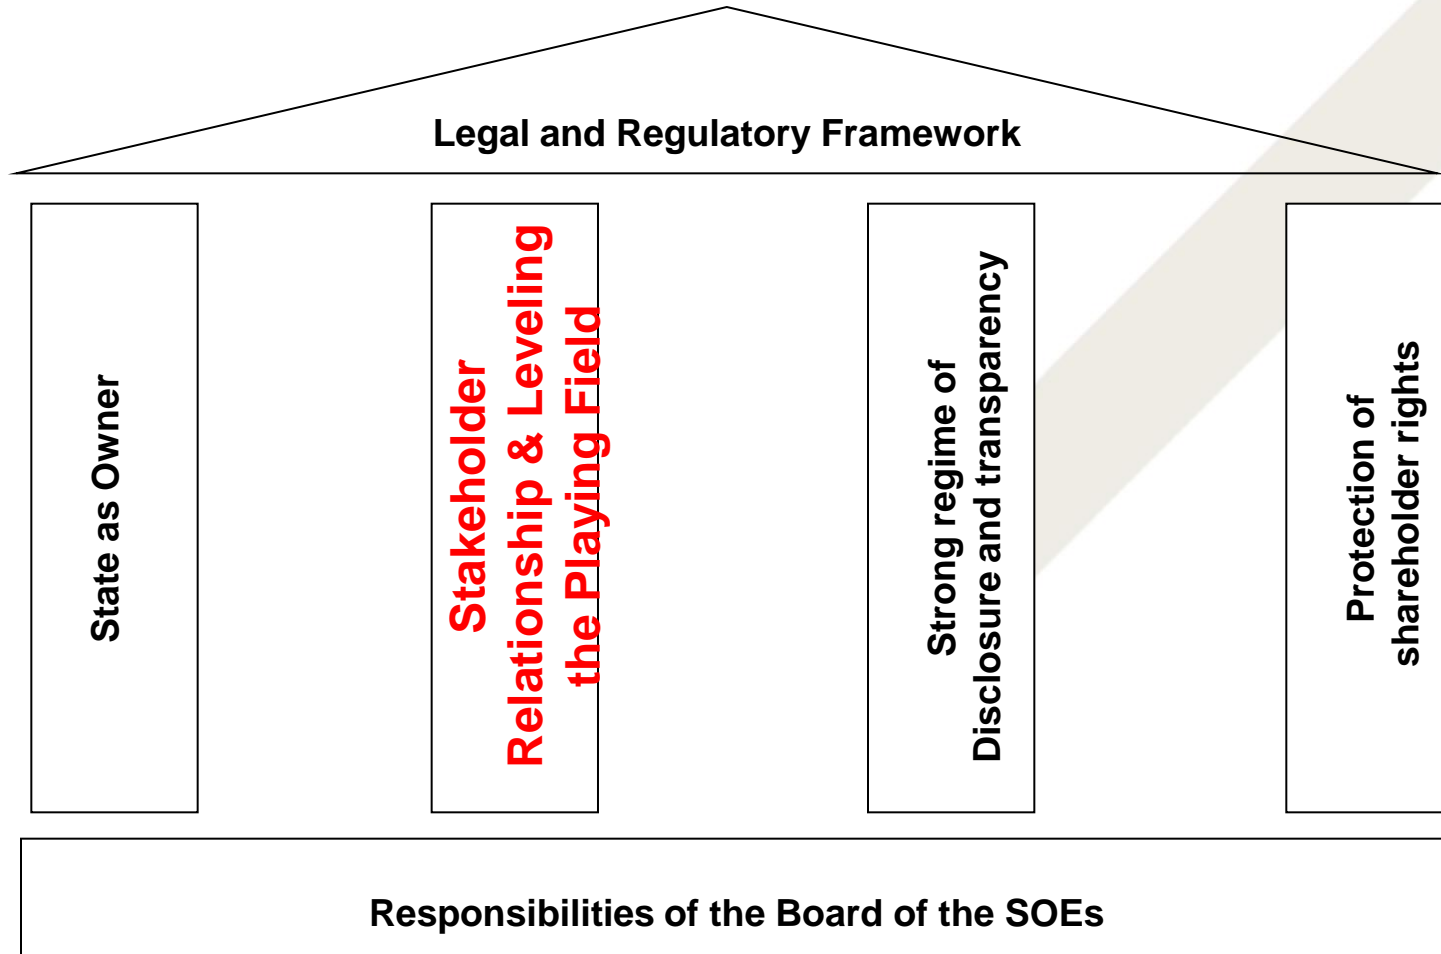 Legal and Regulatory Framework
State as Owner
Stakeholder
Relationship & Leveling
the Playing Field
Strong regime of
Disclosure and transparency
Protection of
shareholder rights
Responsibilities of the Board of the SOEs